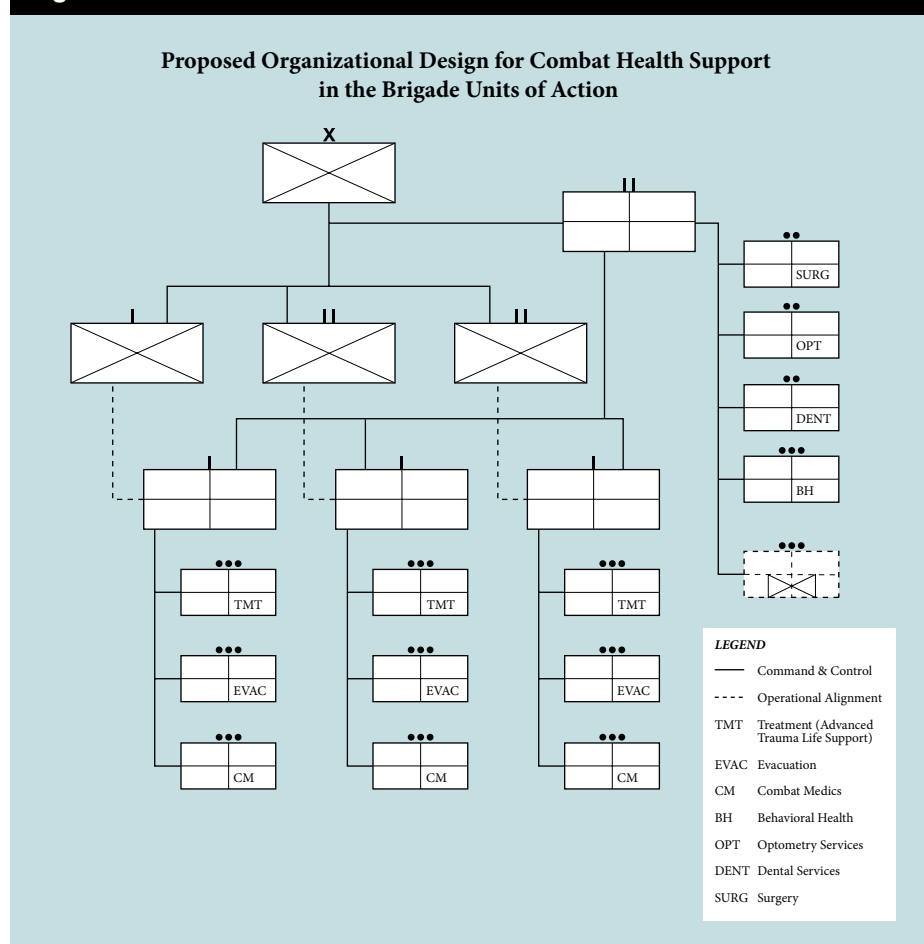 Proposed Organizational Design for Combat Health Support
in the Brigade Units of Action
X
SURG
OPT
DENT
BH
TMT
TMT
TMT
EVAC
EVAC
EVAC
CM
CM
CM
LEGEND
Command & Control
Operational Alignment
TMT Treatment (Advanced
Trauma Life Support)
EVAC Evacuation
CM Combat Medics
BH Behavioral Health
OPT Optometry Services
DENT Dental Services
SURG Surgery